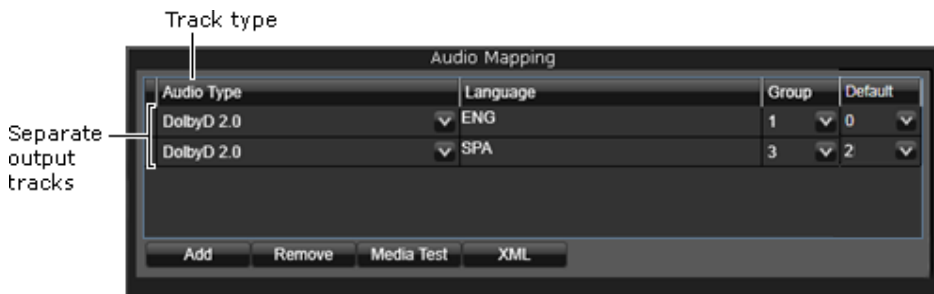 Track type
Audio Mapping
Audio Type Language Group Default
Separate output tracks
DolbyD 2.0 ENG 1 0
DolbyD 2.0 SPA 3 2
Add Remove Media Test XML